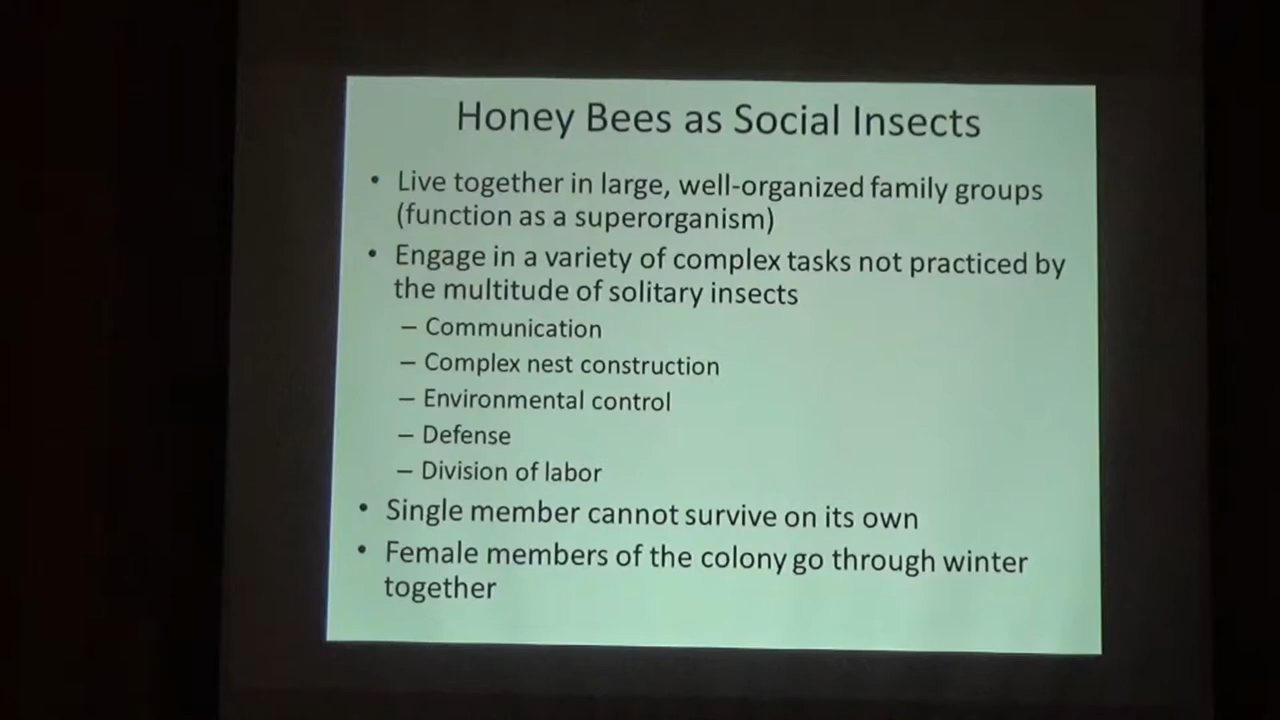 Honey Bees as Social Insects
• Live together in large, well-organized family groups
(function as a superorganism)
• Engage in a variety of complex tasks not practiced by
the multitude of solitary insects
– Communication
– Complex nest construction
– Environmental control
– Defense
– Division of labor
• Single member cannot survive on its own
• Female members of the colony go through winter
together